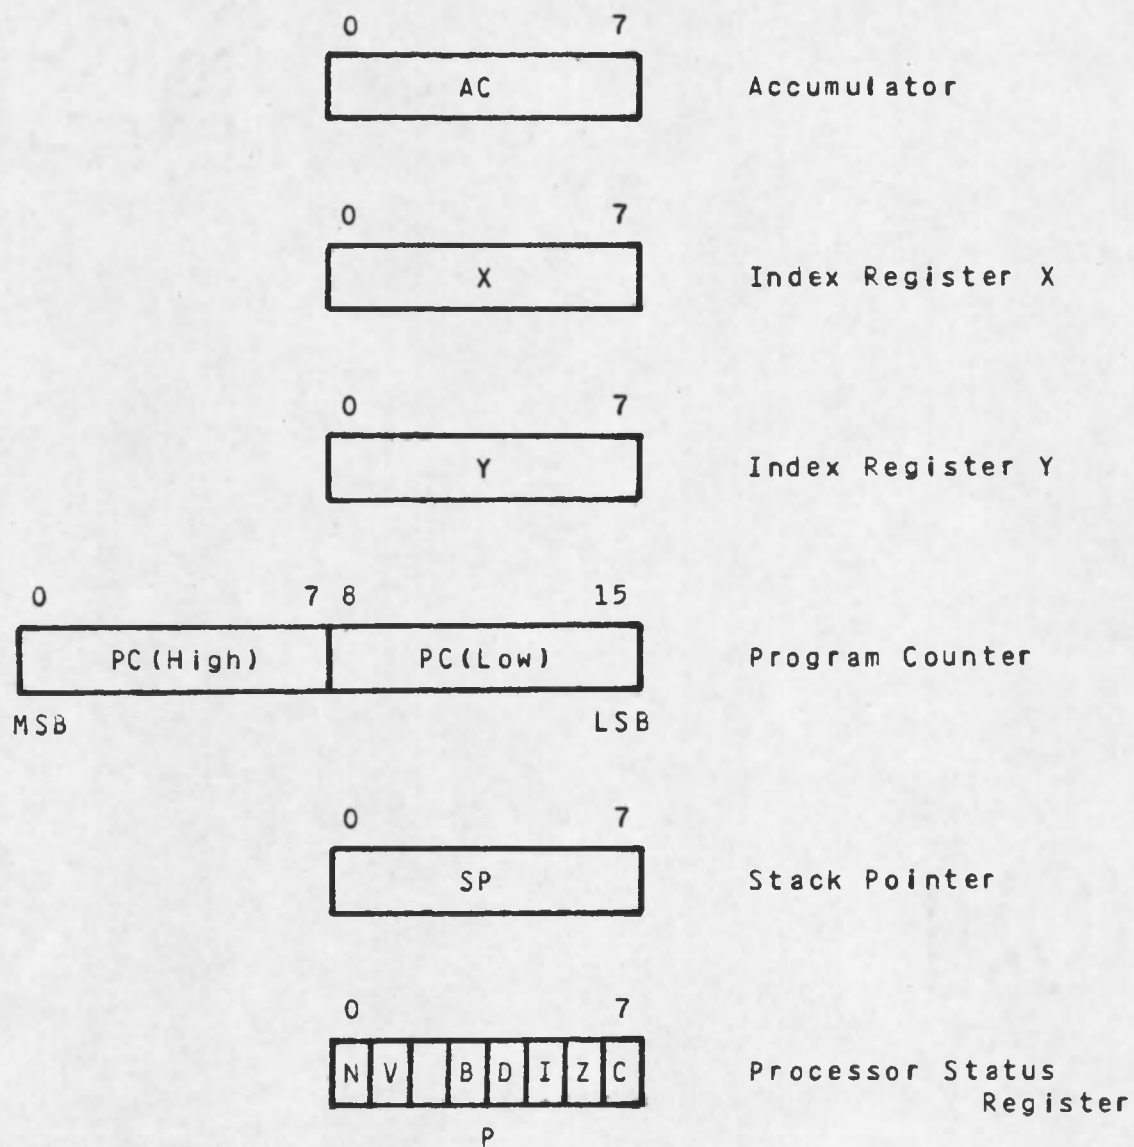 0 7
AC Accumulator
0 7
X Index Register X
0 7
Y Index Register Y
0 7 8 15
PC(High) PC(Low) Program Counter
MSB LSB
0 7
SP Stack Pointer
0 7
N V B D I Z C Processor Status
Register
P